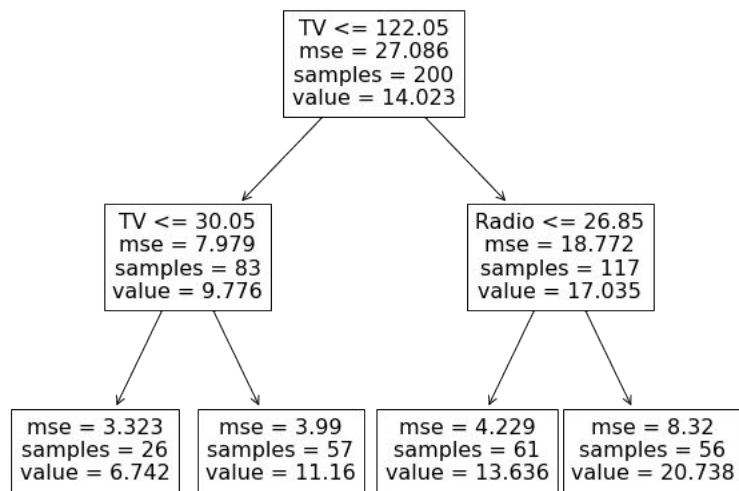 TV <= 122.05
mse = 27.086
samples = 200
value = 14.023
TV <= 30.05
mse = 7.979
samples = 83
value = 9.776
Radio <= 26.85
mse = 18.772
samples = 117
value = 17.035
mse = 3.323
samples = 26
value = 6.742
mse = 3.99
samples = 57
value = 11.16
mse = 4.229
samples = 61
value = 13.636
mse = 8.32
samples = 56
value = 20.738